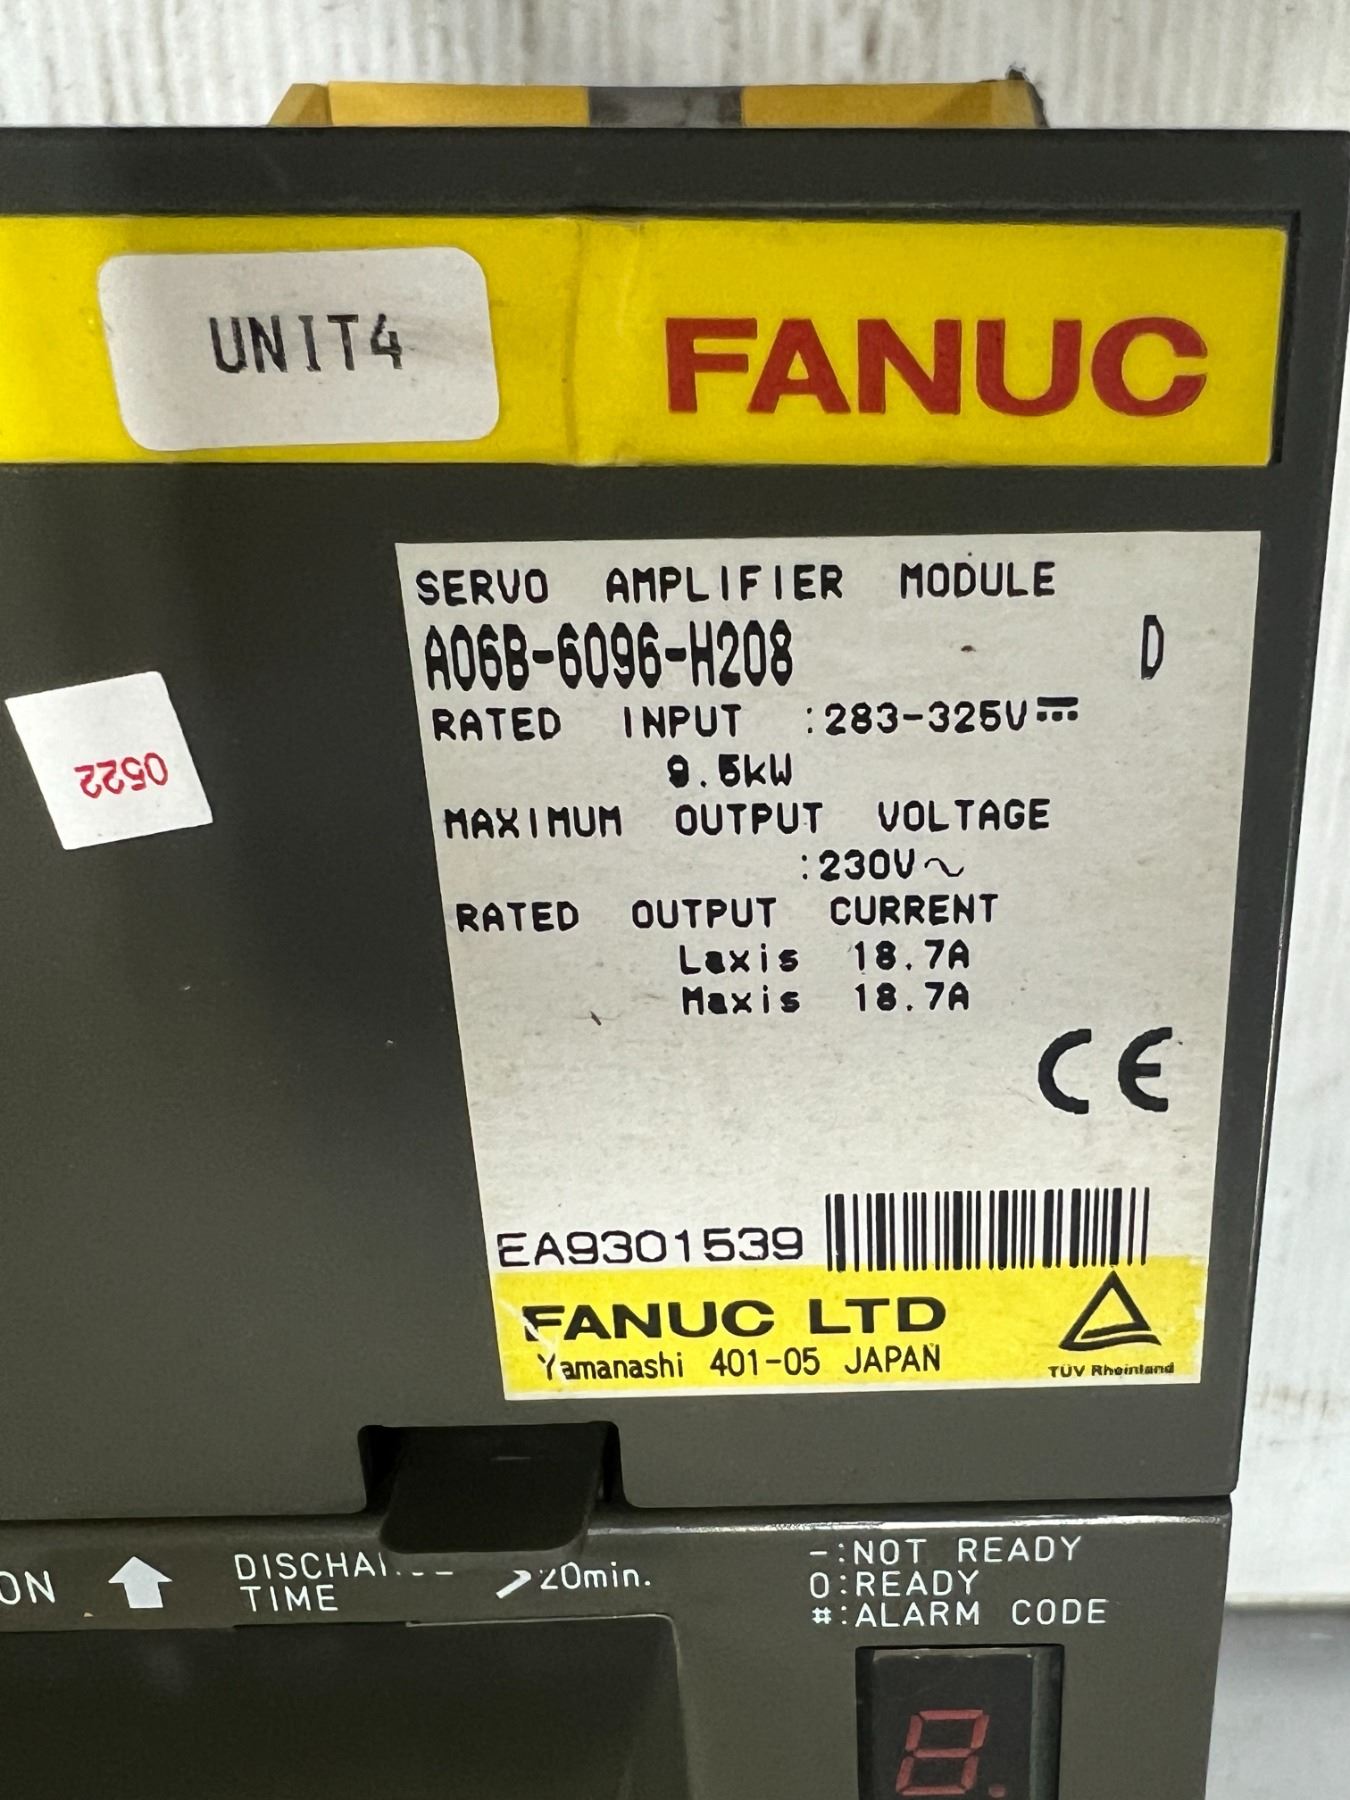 UNIT4
FANUC
SERVO AMPLIFIER MODULE
A06B-6096-H208 D
RATED INPUT :283-325V⎓
9.5kW
MAXIMUM OUTPUT VOLTAGE
:230V∿
RATED OUTPUT CURRENT
Laxis 18.7A
Maxis 18.7A
0522
CE
EA9301539
FANUC LTD
Yamanashi 401-05 JAPAN
TÜV Rheinland
ON
TIME
20min.
-:NOT READY
0:READY
#:ALARM CODE
8.